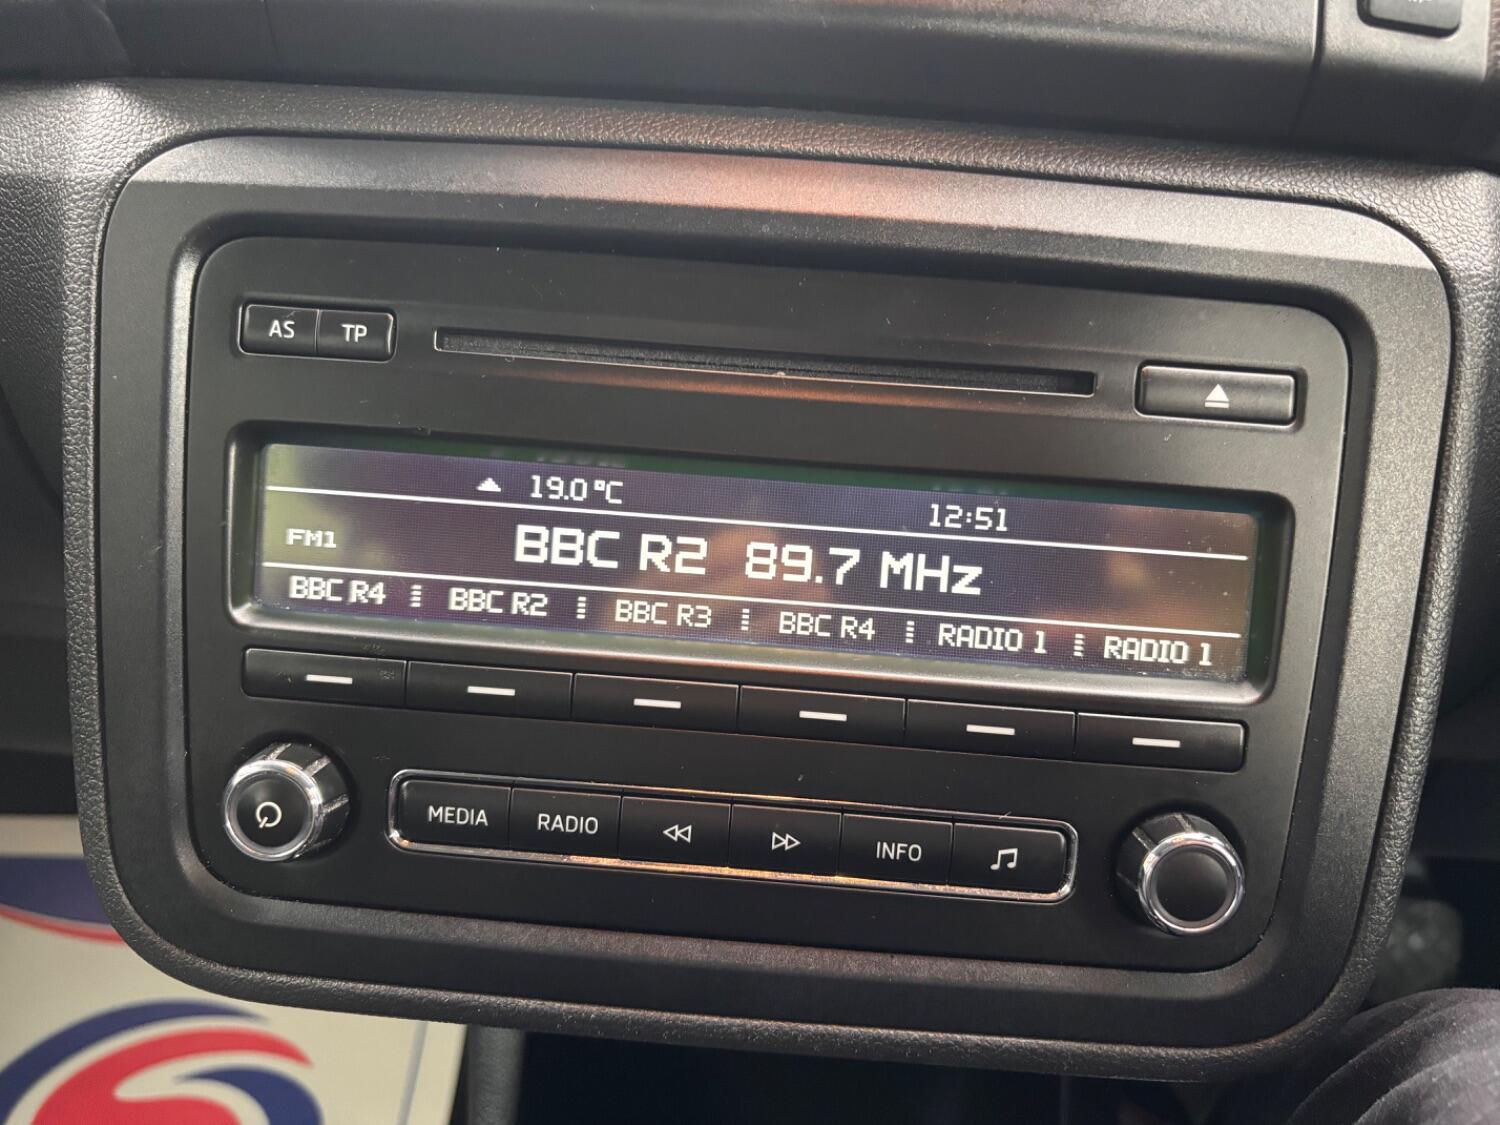 AS TP
19.0°C 12:51
FM1 BBC R2 89.7 MHz
BBC R4 BBC R2 BBC R3 BBC R4 RADIO 1 RADIO 1
MEDIA RADIO INFO